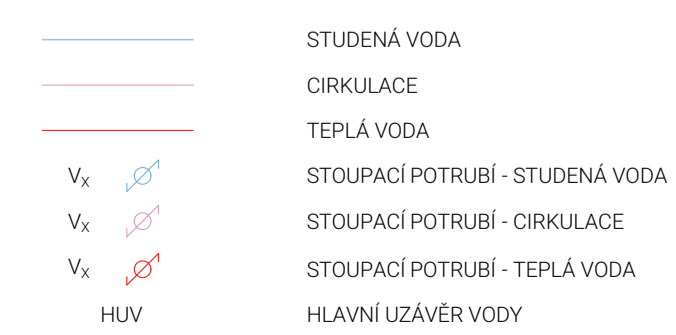 STUDENÁ VODA
CIRKULACE
TEPLÁ VODA
VX STOUPACÍ POTRUBÍ - STUDENÁ VODA
VX STOUPACÍ POTRUBÍ - CIRKULACE
VX STOUPACÍ POTRUBÍ - TEPLÁ VODA
HUV HLAVNÍ UZÁVĚR VODY